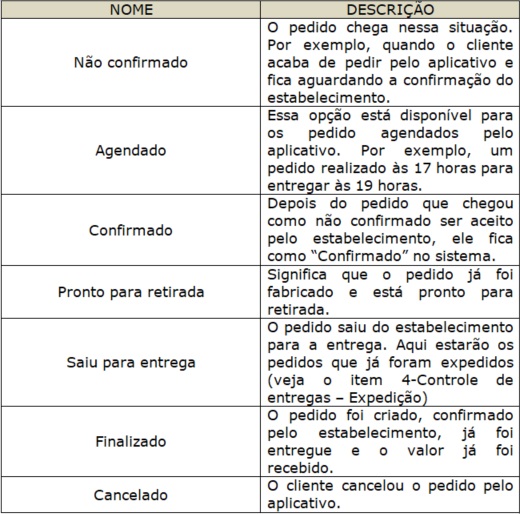 NOME
DESCRIÇÃO
Não confirmado
O pedido chega nessa situação.
Por exemplo, quando o cliente
acaba de pedir pelo aplicativo e
fica aguardando a confirmação do
estabelecimento.
Agendado
Essa opção está disponível para
os pedido agendados pelo
aplicativo. Por exemplo, um
pedido realizado às 17 horas para
entregar às 19 horas.
Confirmado
Depois do pedido que chegou
como não confirmado ser aceito
pelo estabelecimento, ele fica
como “Confirmado” no sistema.
Pronto para retirada
Significa que o pedido já foi
fabricado e está pronto para
retirada.
Saiu para entrega
O pedido saiu do estabelecimento
para a entrega. Aqui estarão os
pedidos que já foram expedidos
(veja o item 4-Controle de
entregas – Expedição)
Finalizado
O pedido foi criado, confirmado
pelo estabelecimento, já foi
entregue e o valor já foi
recebido.
Cancelado
O cliente cancelou o pedido pelo
aplicativo.